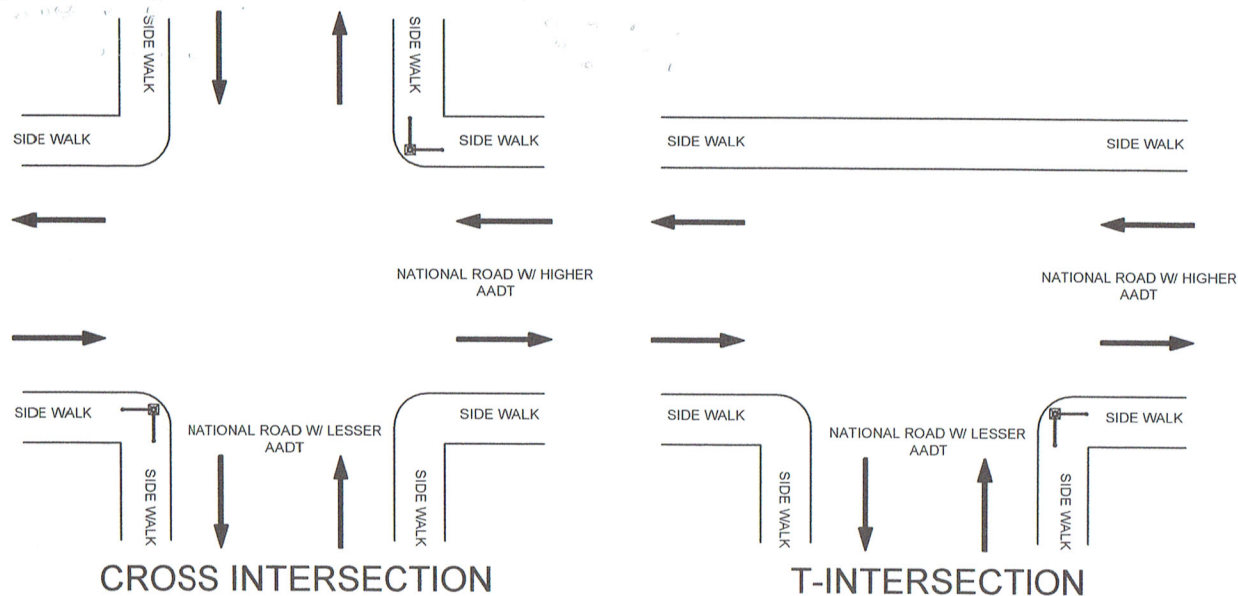 SIDE WALK
SIDE WALK
SIDE WALK
SIDE WALK
NATIONAL ROAD W/ HIGHER
AADT
SIDE WALK
SIDE WALK
NATIONAL ROAD W/ LESSER
AADT
SIDE WALK
SIDE WALK
CROSS INTERSECTION
SIDE WALK
SIDE WALK
NATIONAL ROAD W/ HIGHER
AADT
SIDE WALK
SIDE WALK
NATIONAL ROAD W/ LESSER
AADT
SIDE WALK
SIDE WALK
T-INTERSECTION